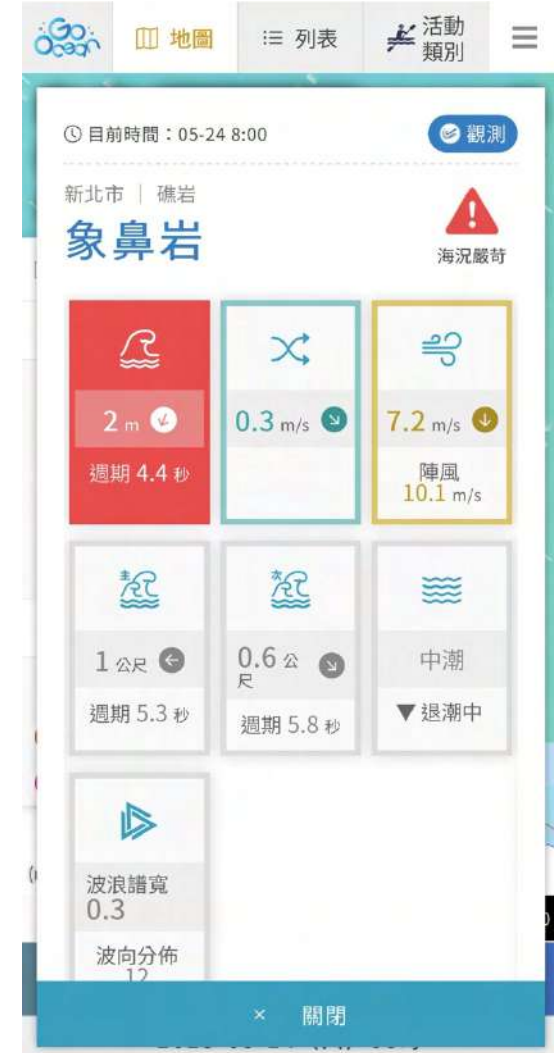 Go
Ocean
地圖
列表
活動
類別
目前時間：05-24 8:00
觀測
新北市 | 礁岩
象鼻岩
海況嚴苛
2 m
0.3 m/s
7.2 m/s
週期 4.4 秒
陣風
10.1 m/s
主
次
1 公尺
0.6 公
尺
中潮
週期 5.3 秒
週期 5.8 秒
▼退潮中
波浪譜寬
0.3
波向分佈
12
× 關閉